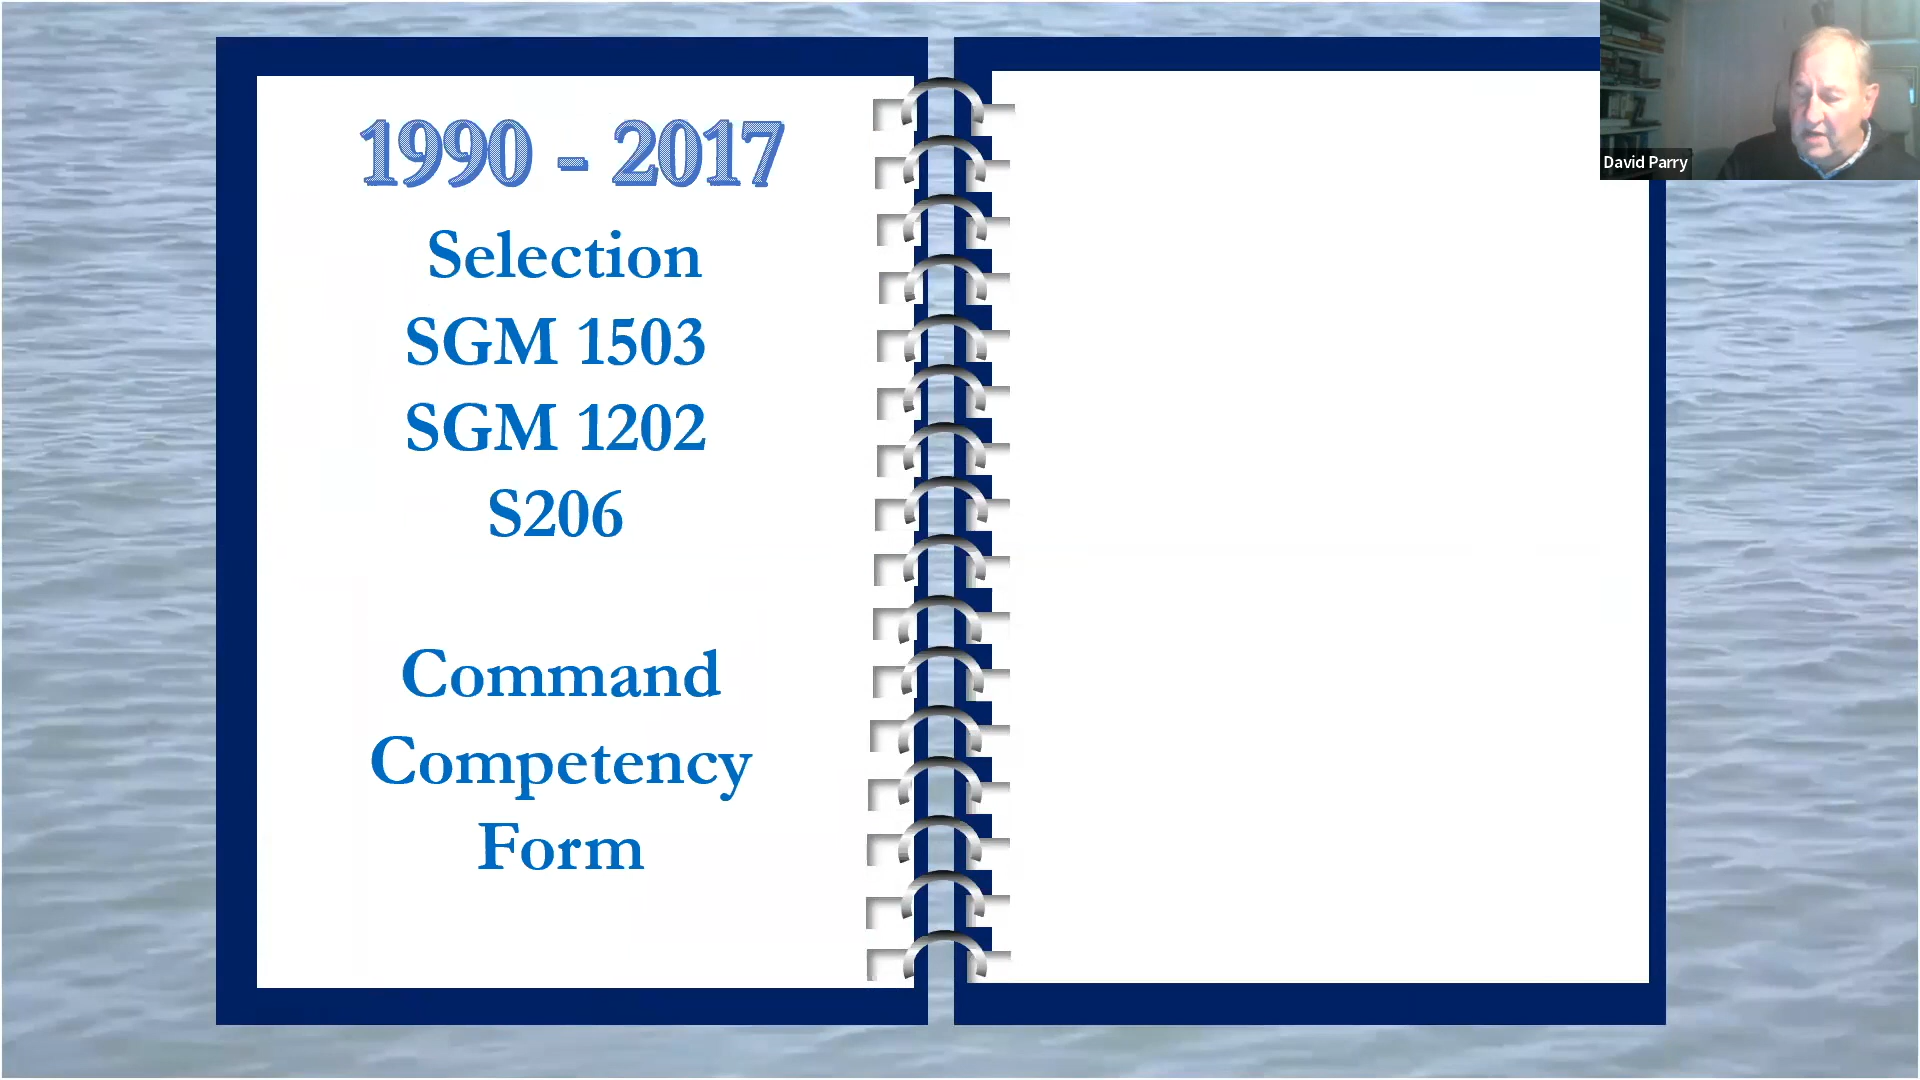 1990 - 2017
Selection
SGM 1503
SGM 1202
S206
Command
Competency
Form
David Parry